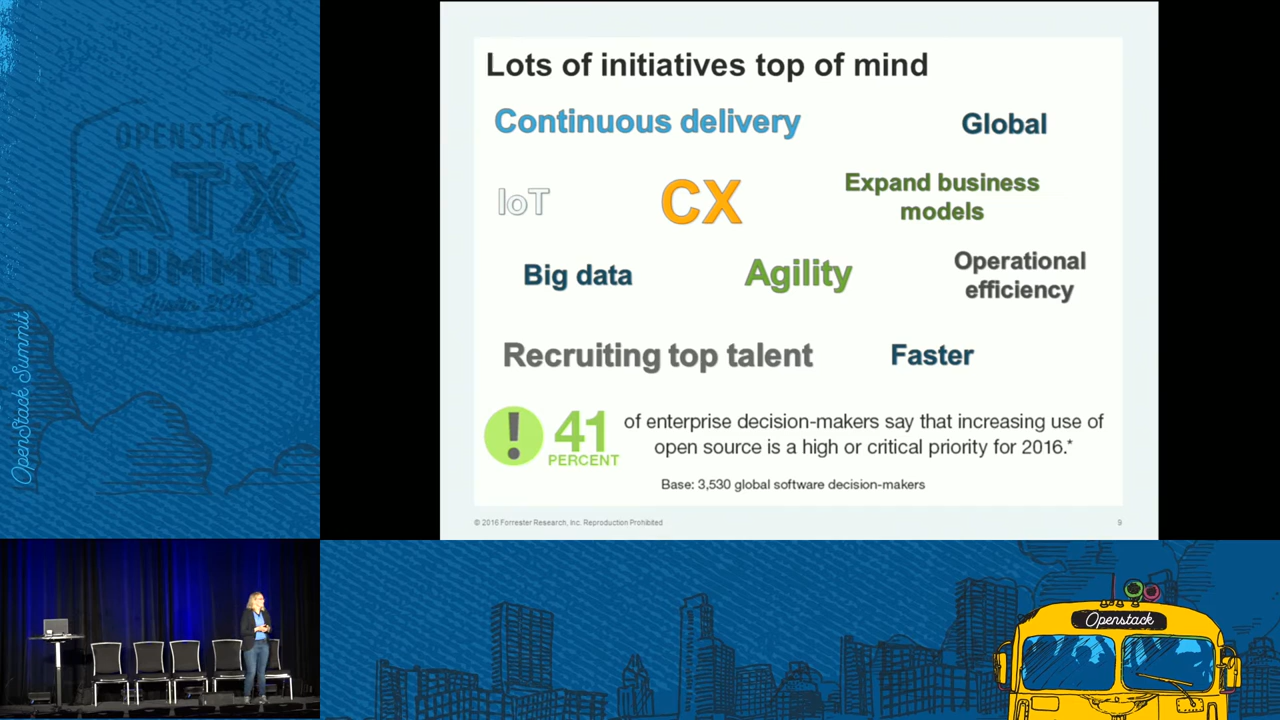 Lots of initiatives top of mind
Continuous delivery
Global
IoT
CX
Expand business
models
Big data
Agility
Operational
efficiency
Recruiting top talent
Faster
!
41
PERCENT
of enterprise decision-makers say that increasing use of
open source is a high or critical priority for 2016.*
Base: 3,530 global software decision-makers
© 2016 Forrester Research, Inc. Reproduction Prohibited
9
OPENSTACK
ATX
SUMMIT
Austin 2016
OpenStack Summit
Openstack